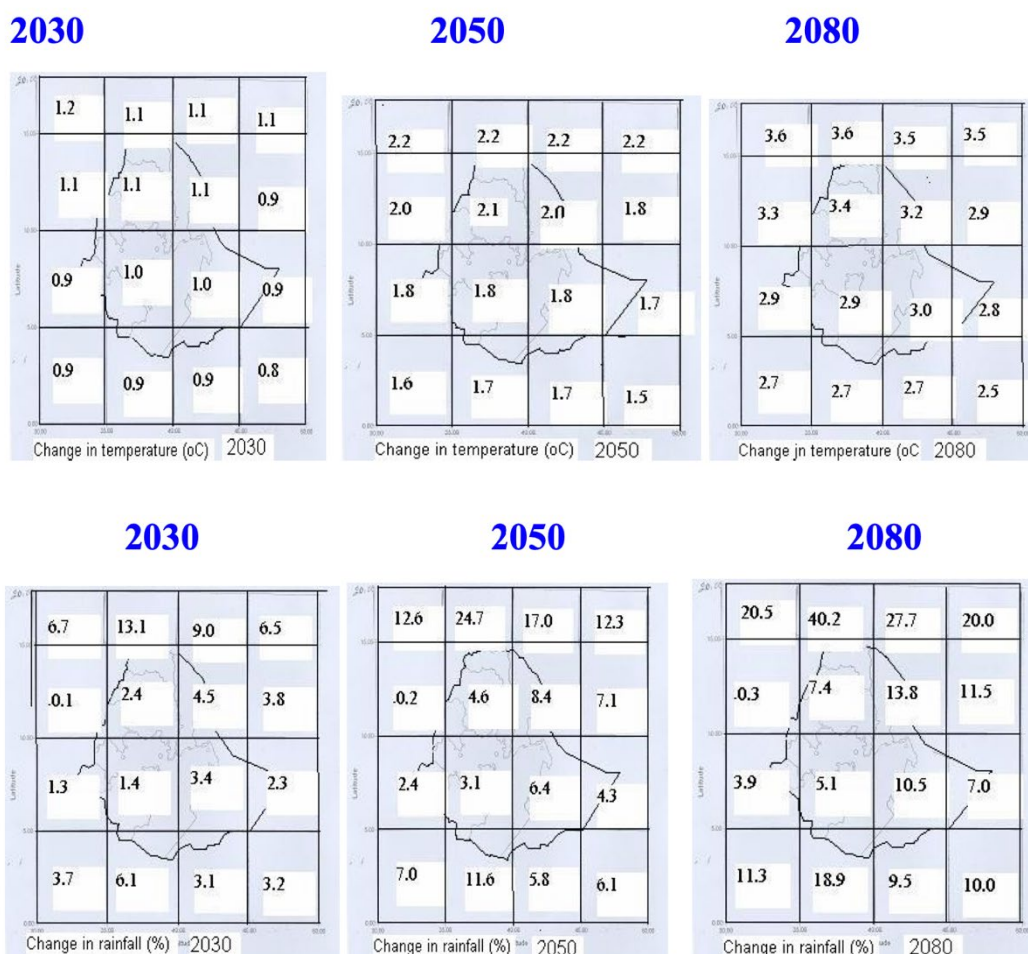 2030 2050 2080
1.2 1.1 1.1 1.1
1.1 1.1 1.1 0.9
0.9 1.0 1.0 0.9
0.9 0.9 0.9 0.8
Latitude
Change in temperature (oC) 2030
2.2 2.2 2.2 2.2
2.0 2.1 2.0 1.8
1.8 1.8 1.8 1.7
1.6 1.7 1.7 1.5
Latitude
Change in temperature (oC) 2050
3.6 3.6 3.5 3.5
3.3 3.4 3.2 2.9
2.9 2.9 3.0 2.8
2.7 2.7 2.7 2.5
Latitude
Change jn temperature (oC 2080
2030 2050 2080
6.7 13.1 9.0 6.5
0.1 2.4 4.5 3.8
1.3 1.4 3.4 2.3
3.7 6.1 3.1 3.2
Latitude
Change in rainfall (%) 2030
12.6 24.7 17.0 12.3
0.2 4.6 8.4 7.1
2.4 3.1 6.4 4.3
7.0 11.6 5.8 6.1
Latitude
Change in rainfall (%) 2050
20.5 40.2 27.7 20.0
0.3 7.4 13.8 11.5
3.9 5.1 10.5 7.0
11.3 18.9 9.5 10.0
Latitude
Change in rainfall (%) 2080